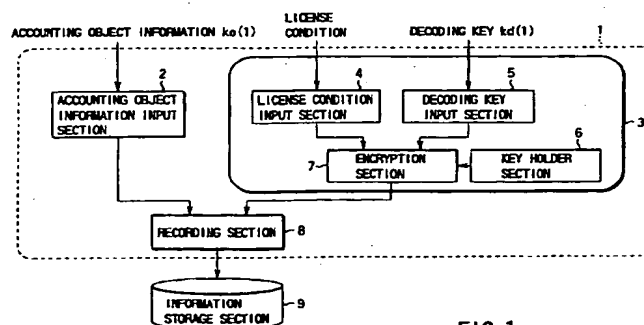 ACCOUNTING OBJECT INFORMATION ko(1)
LICENSE
CONDITION
DECODING KEY kd(1)
1
2
ACCOUNTING OBJECT
INFORMATION INPUT
SECTION
4
LICENSE CONDITION
INPUT SECTION
5
DECODING KEY
INPUT SECTION
3
6
7
ENCRYPTION
SECTION
KEY HOLDER
SECTION
RECORDING SECTION
8
INFORMATION
STORAGE SECTION
9